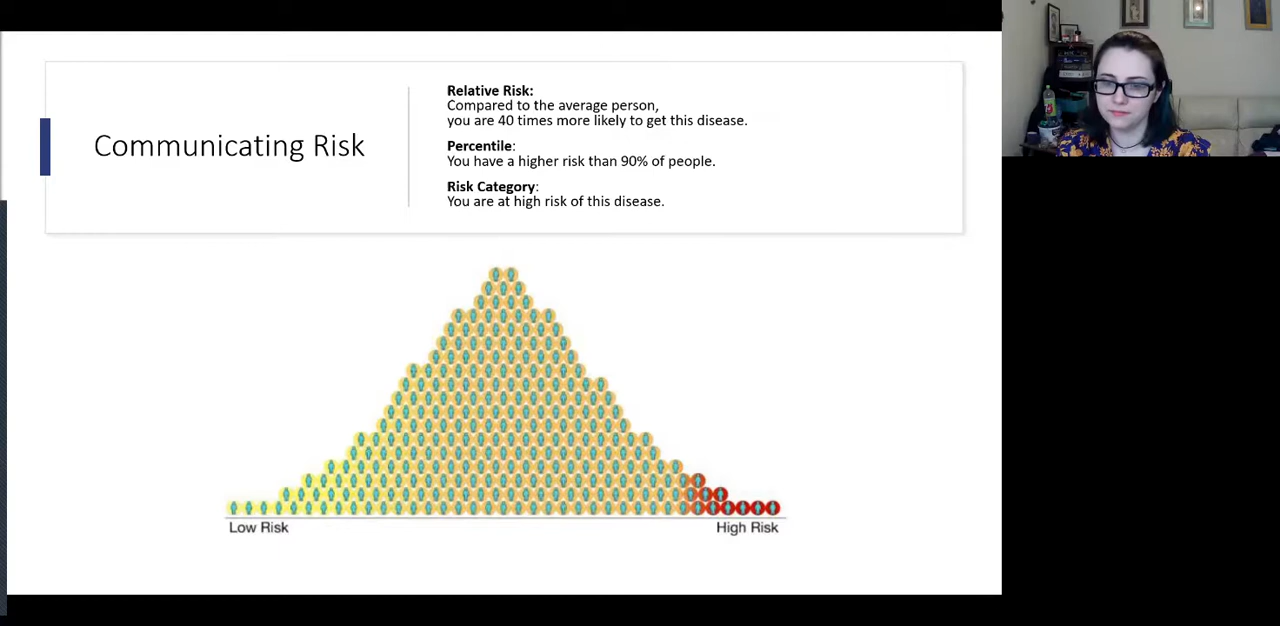 Communicating Risk
Relative Risk:
Compared to the average person,
you are 40 times more likely to get this disease.
Percentile:
You have a higher risk than 90% of people.
Risk Category:
You are at high risk of this disease.
Low Risk
High Risk